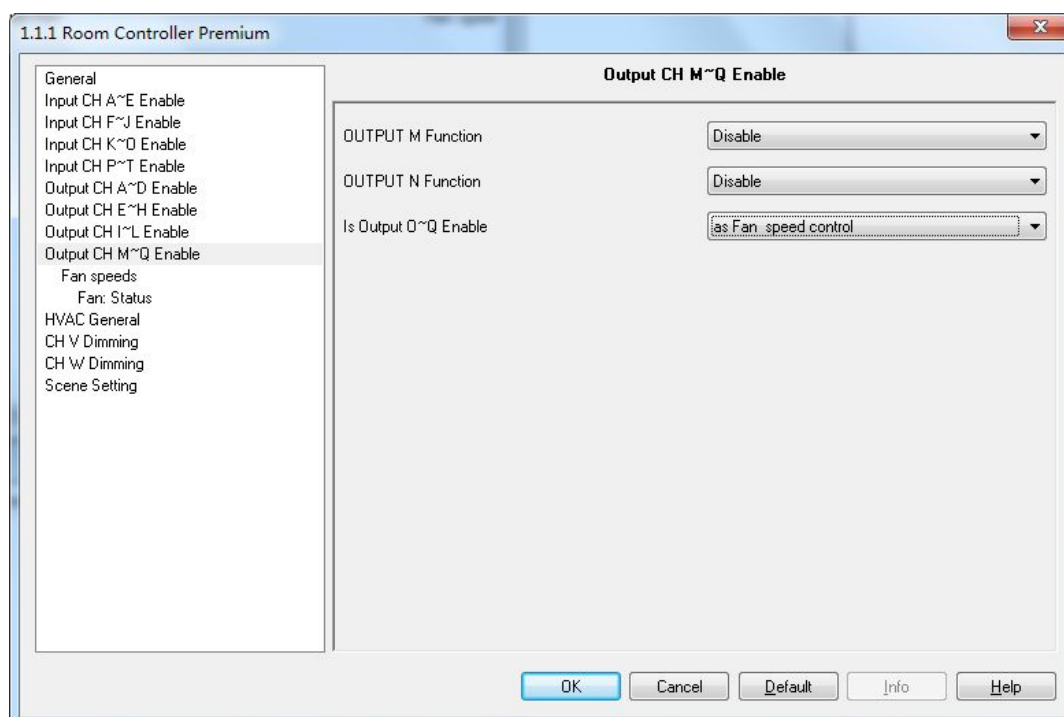 1.1.1 Room Controller Premium
General
Input CH A~E Enable
Input CH F~J Enable
Input CH K~O Enable
Input CH P~T Enable
Output CH A~D Enable
Output CH E~H Enable
Output CH I~L Enable
Output CH M~Q Enable
Fan speeds
Fan: Status
HVAC General
CH V Dimming
CH W Dimming
Scene Setting
Output CH M~Q Enable
OUTPUT M Function
Disable
OUTPUT N Function
Disable
Is Output O~Q Enable
as Fan speed control
OK
Cancel
Default
Info
Help